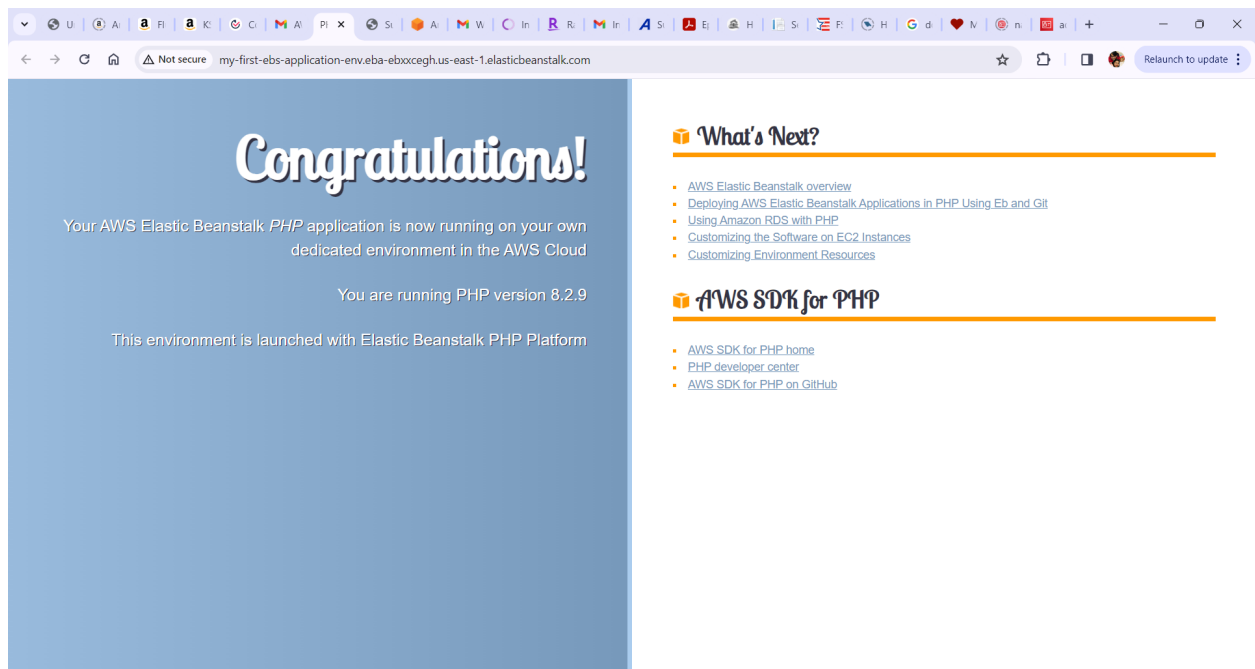 Not secure
my-first-ebs-application-env.eba-ebxxcegh.us-east-1.elasticbeanstalk.com
Relaunch to update
Congratulations!
Your AWS Elastic Beanstalk PHP application is now running on your own
dedicated environment in the AWS Cloud
You are running PHP version 8.2.9
This environment is launched with Elastic Beanstalk PHP Platform
What's Next?
AWS Elastic Beanstalk overview
Deploying AWS Elastic Beanstalk Applications in PHP Using Eb and Git
Using Amazon RDS with PHP
Customizing the Software on EC2 Instances
Customizing Environment Resources
AWS SDK for PHP
AWS SDK for PHP home
PHP developer center
AWS SDK for PHP on GitHub